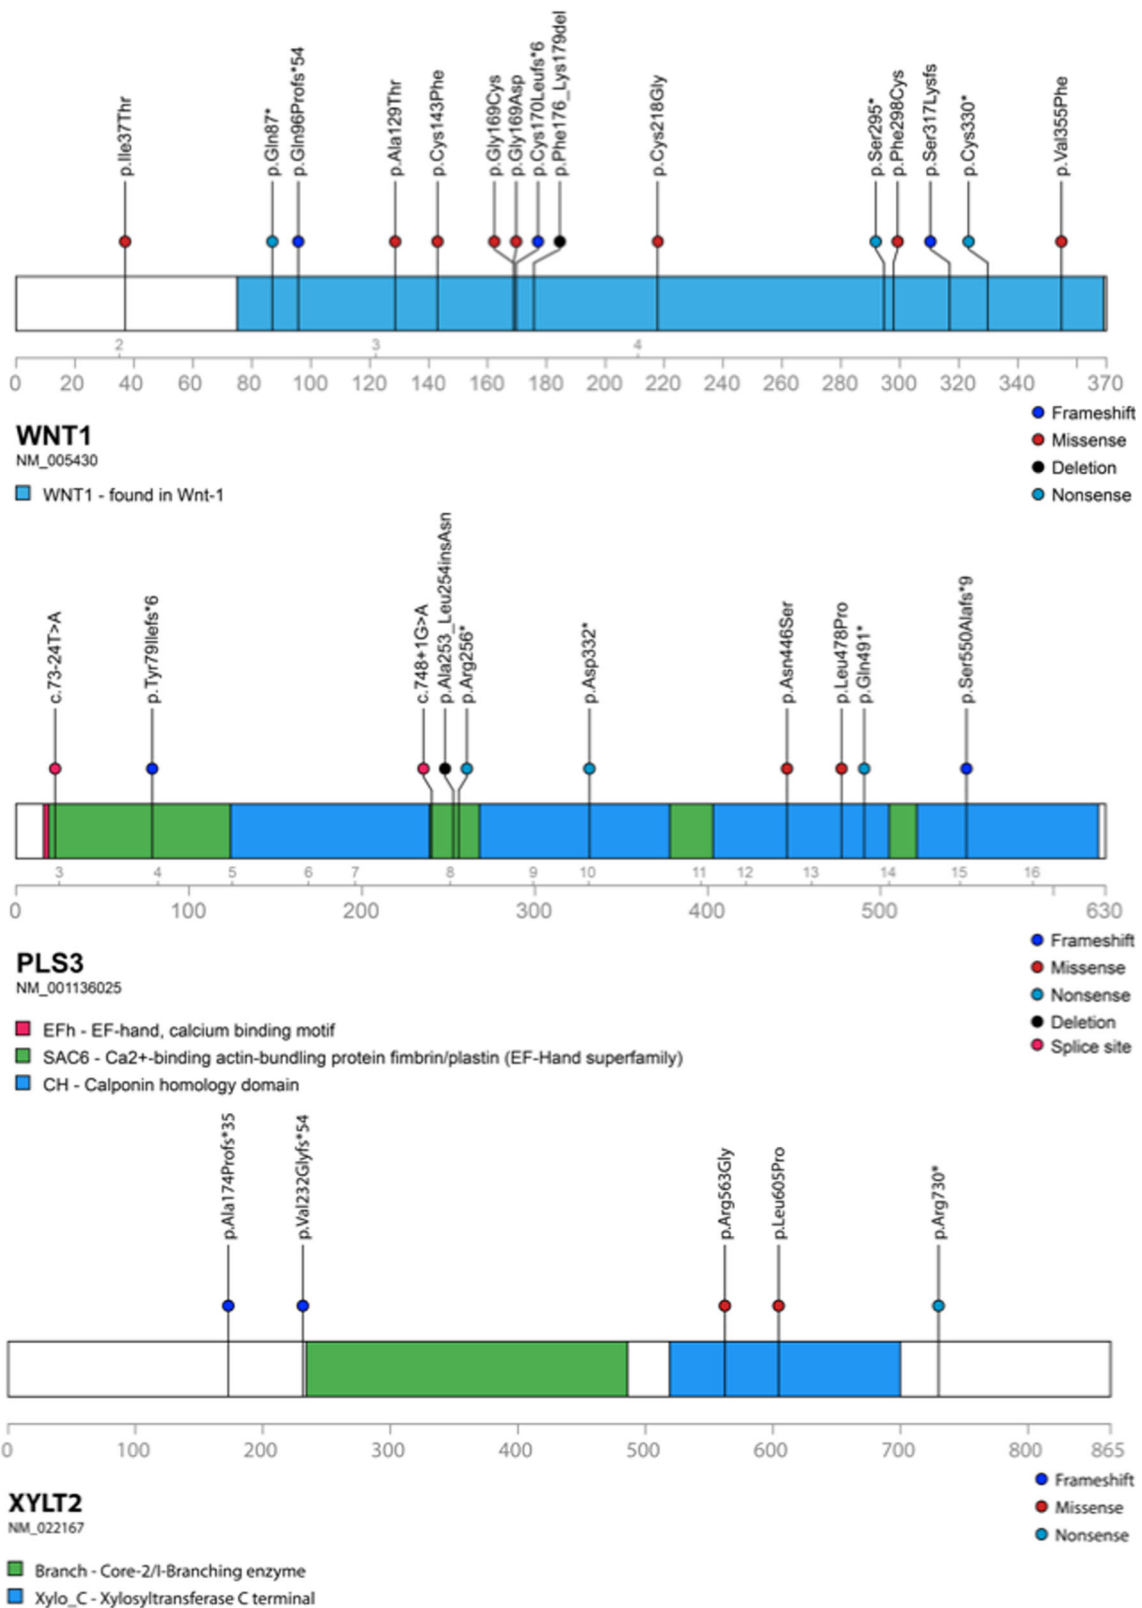 p.Ile37Thr
p.Gln87*
p.Gln96Profs*54
p.Ala129Thr
p.Cys143Phe
p.Gly169Cys
p.Gly169Asp
p.Cys170Leufs*6
p.Phe176_Lys179del
p.Cys218Gly
p.Ser295*
p.Phe298Cys
p.Ser317Lysfs
p.Cys330*
p.Val355Phe
2 3 4
0 20 40 60 80 100 120 140 160 180 200 220 240 260 280 300 320 340 370
WNT1
NM_005430
WNT1 - found in Wnt-1
Frameshift
Missense
Deletion
Nonsense
c.73-24T>A
p.Tyr79Ilefs*6
c.748+1G>A
p.Ala253_Leu254insAsn
p.Arg256*
p.Asp332*
p.Asn446Ser
p.Leu478Pro
p.Gln491*
p.Ser550Alafs*9
3 4 5 6 7 8 9 10 11 12 13 14 15 16
0 100 200 300 400 500 630
PLS3
NM_001136025
EFh - EF-hand, calcium binding motif
SAC6 - Ca2+-binding actin-bundling protein fimbrin/plastin (EF-Hand superfamily)
CH - Calponin homology domain
Frameshift
Missense
Nonsense
Deletion
Splice site
p.Ala174Profs*35
p.Val232Glyfs*54
p.Arg563Gly
p.Leu605Pro
p.Arg730*
0 100 200 300 400 500 600 700 800 865
XYLT2
NM_022167
Branch - Core-2/I-Branching enzyme
Xylo_C - Xylosyltransferase C terminal
Frameshift
Missense
Nonsense